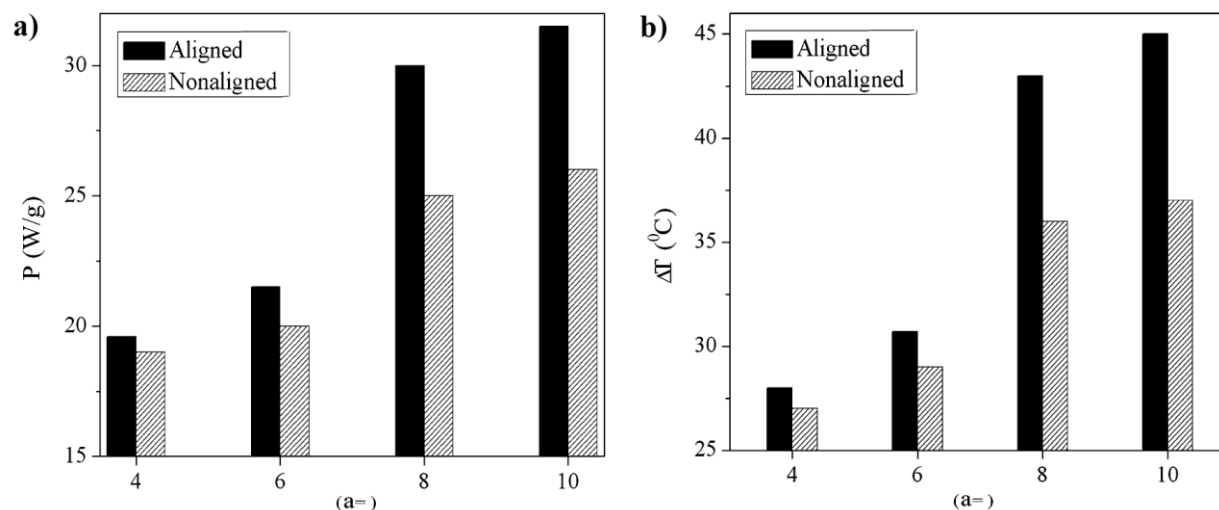 a)
Aligned
Nonaligned
P (W/g)
30
25
20
15
4 6 8 10
(a= )
b)
Aligned
Nonaligned
ΔT (⁰C)
45
40
35
30
25
4 6 8 10
(a= )